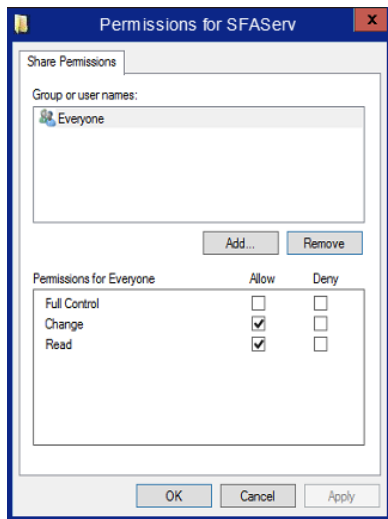 Permissions for SFAServ
x
Share Permissions
Group or user names:
Everyone
Add... Remove
Permissions for Everyone Allow Deny
Full Control
Change
Read
OK Cancel Apply